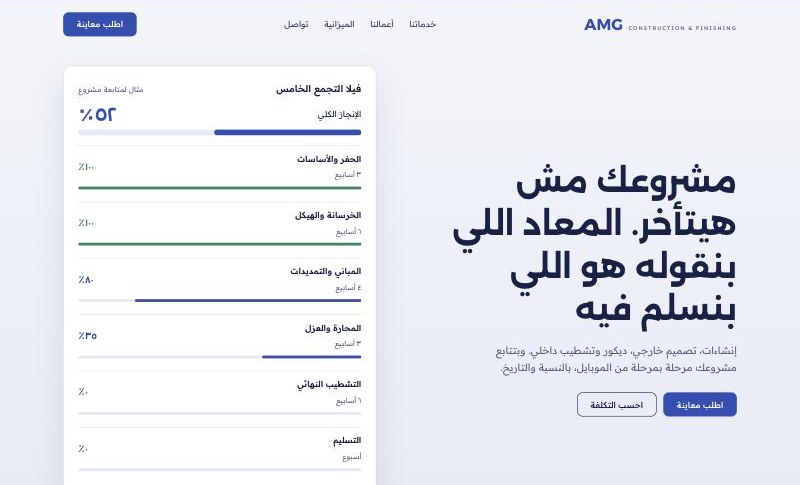 AMG CONSTRUCTION & FINISHING
خدماتنا
أعمالنا
الميزانية
تواصل
اطلب معاينة
مشروعك مش
هيتأخر. المعاد اللي
بنقوله هو اللي
بنسلم فيه
إنشاءات، تصميم خارجي، ديكور وتشطيب داخلي. وبتتابع
مشروعك مرحلة بمرحلة من الموبايل، بالنسبة والتاريخ.
اطلب معاينة
احسب التكلفة
فيلا التجمع الخامس
مثال لمتابعة مشروع
الإنجاز الكلي
٥٢٪
الحفر والأساسات
٣ أسابيع
١٠٠٪
الخرسانة والهيكل
٦ أسابيع
١٠٠٪
المباني والتمديدات
٤ أسابيع
٨٠٪
المحارة والعزل
٣ أسابيع
٣٥٪
التشطيب النهائي
٦ أسابيع
٠٪
التسليم
أسبوع
٠٪